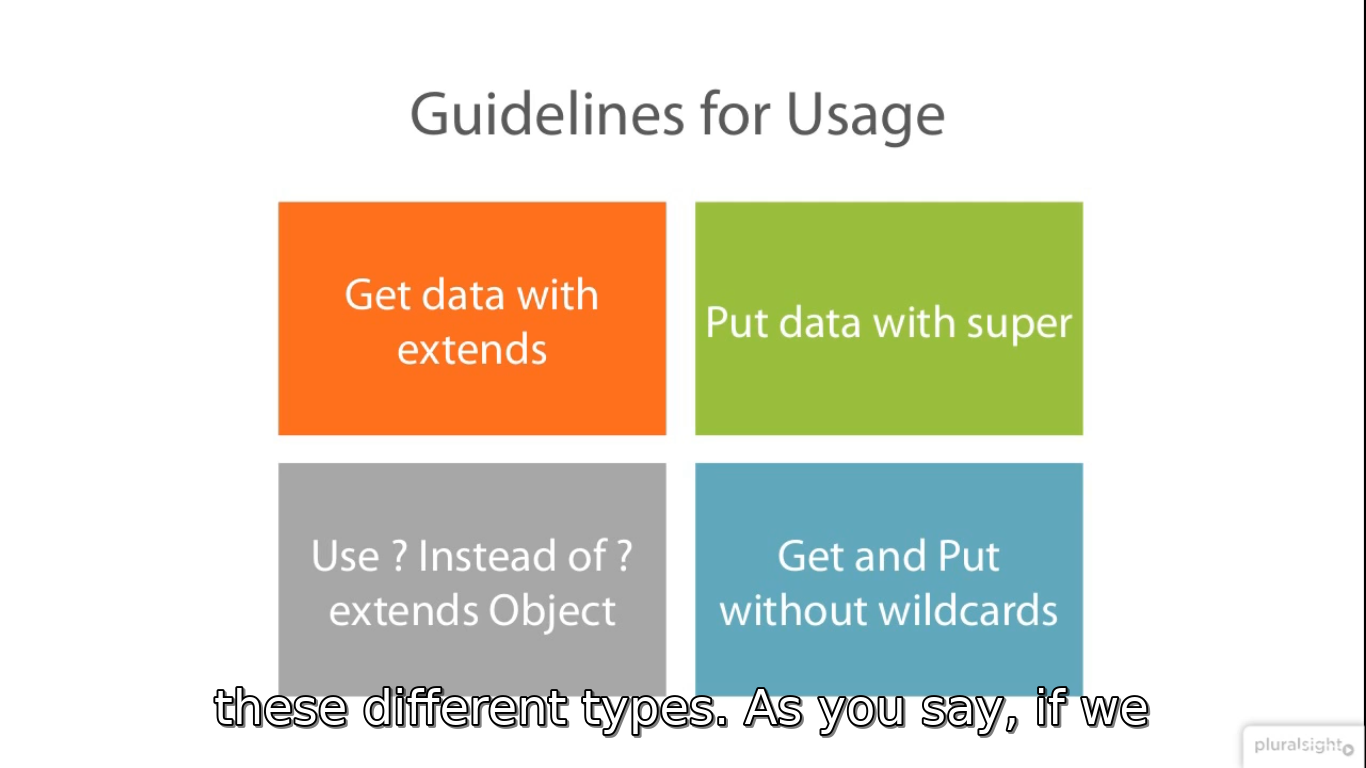 Guidelines for Usage
Get data with
extends
Put data with super
Use ? Instead of ?
extends Object
Get and Put
without wildcards
these different types. As you say, if we
pluralsight